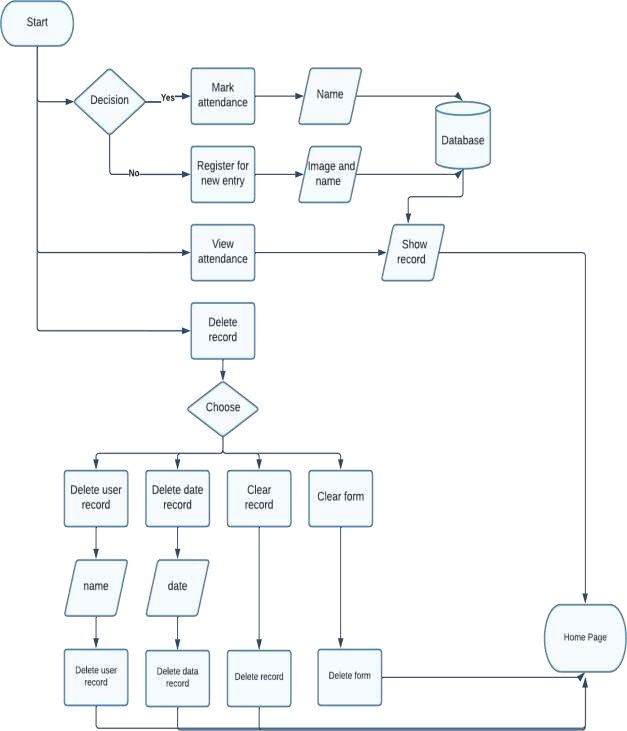 Start
Decision
Yes
Mark
attendance
Name
Database
No
Register for
new entry
Image and
name
View
attendance
Show
record
Delete
record
Choose
Delete user
record
Delete date
record
Clear
record
Clear form
name
date
Home Page
Delete user
record
Delete data
record
Delete record
Delete form